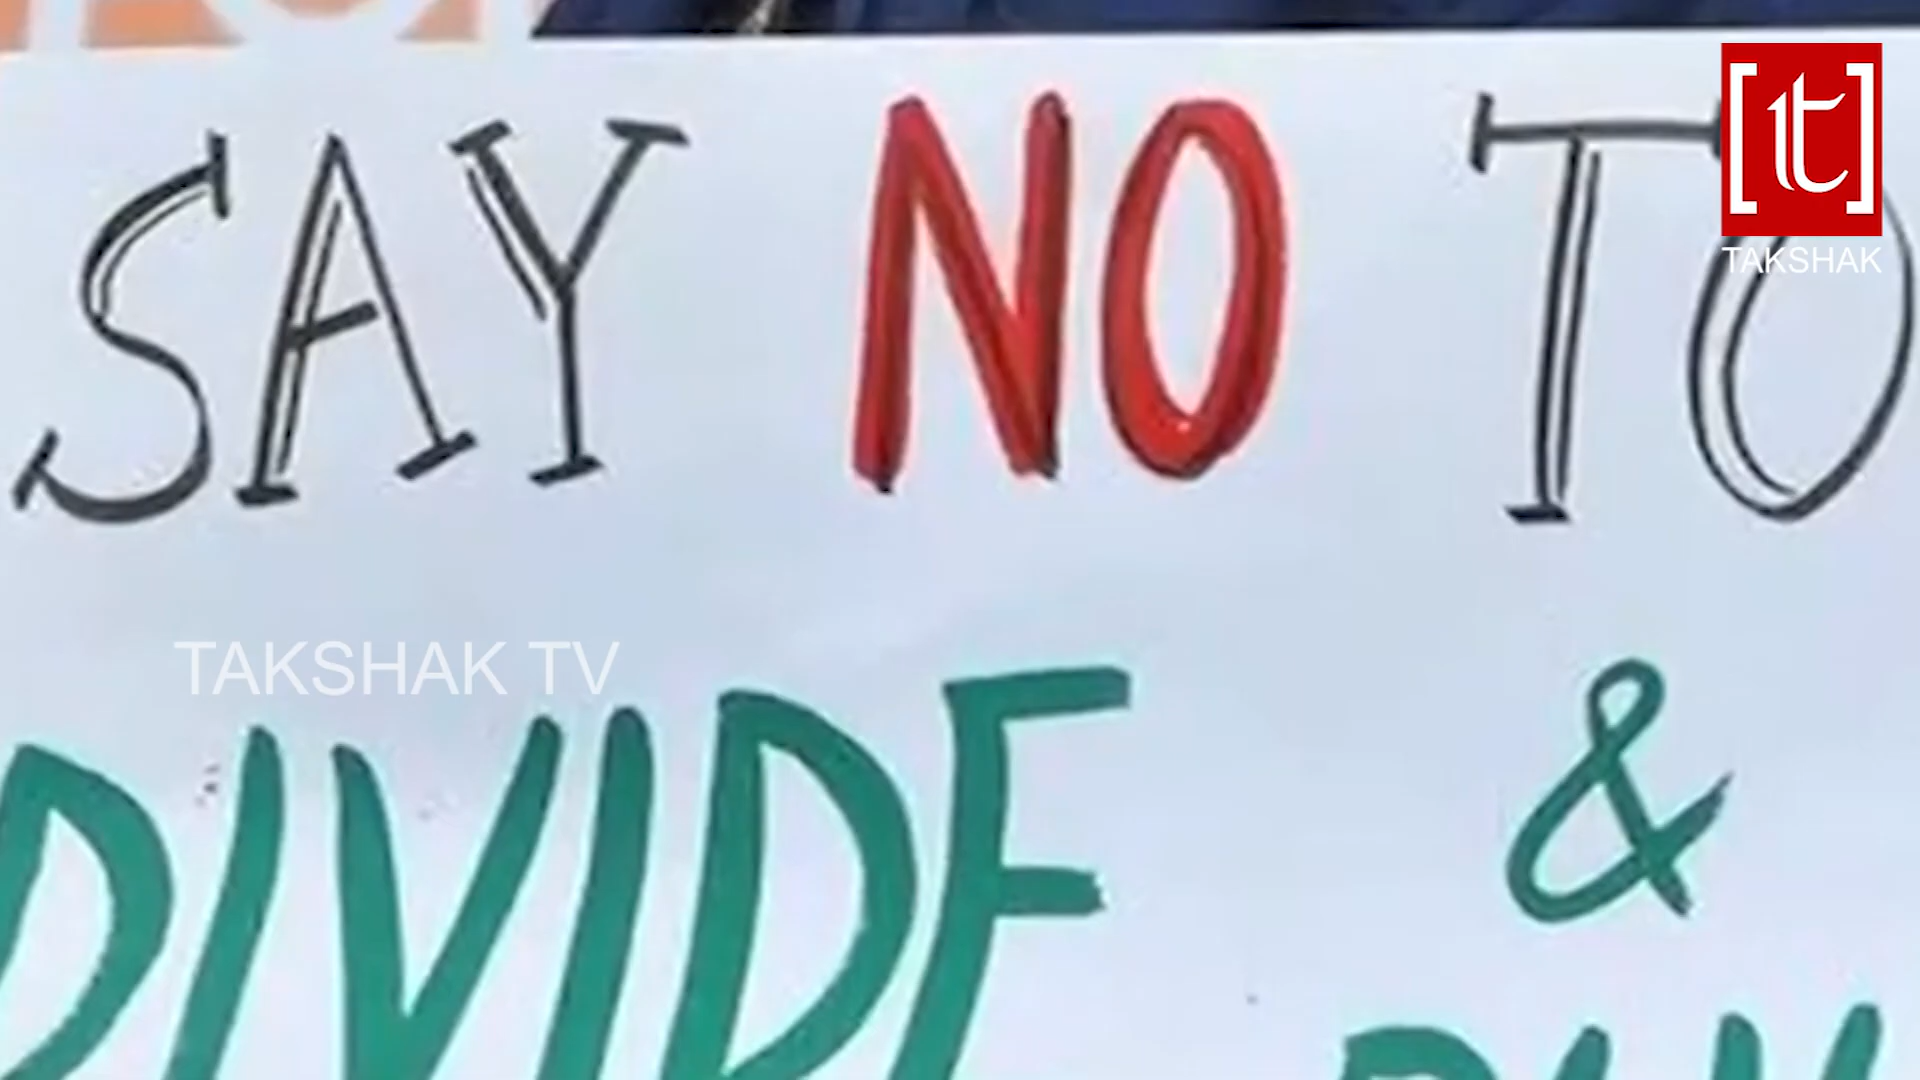 SAY NO TO
[t]
TAKSHAK
TAKSHAK TV
DIVIDE &